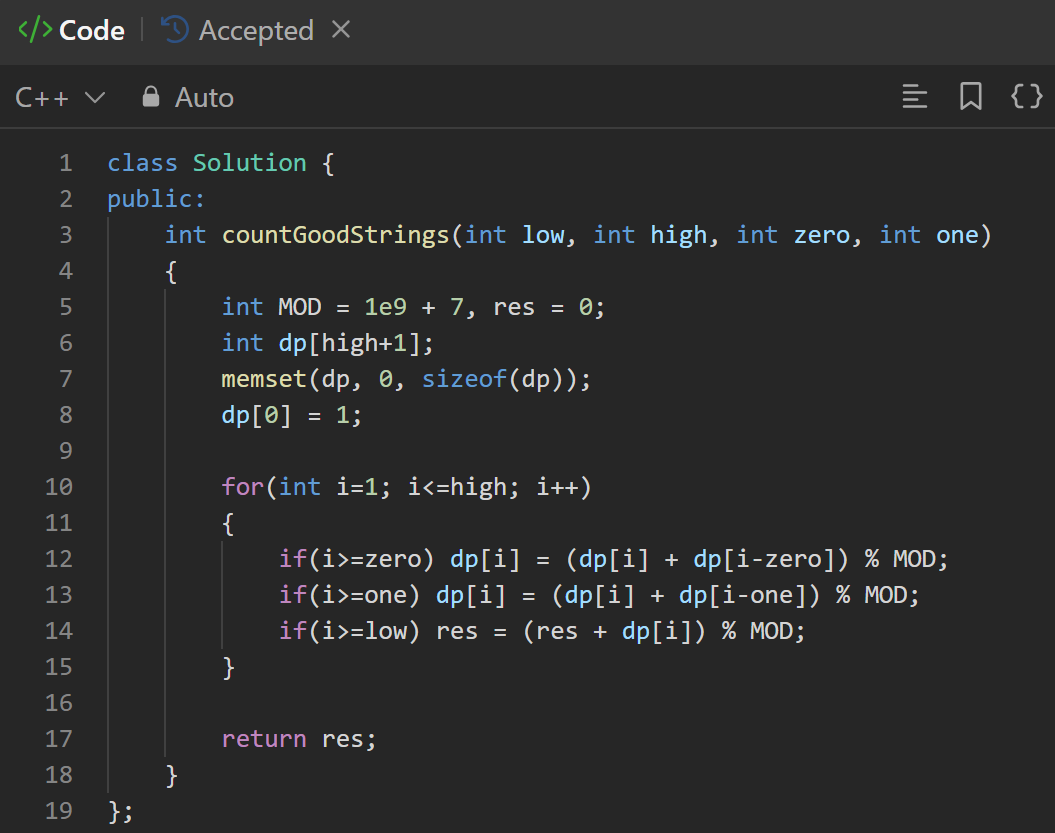 </> Code | Accepted ×
C++ Auto {}
1 class Solution {
2 public:
3     int countGoodStrings(int low, int high, int zero, int one)
4     {
5         int MOD = 1e9 + 7, res = 0;
6         int dp[high+1];
7         memset(dp, 0, sizeof(dp));
8         dp[0] = 1;
9
10         for(int i=1; i<=high; i++)
11         {
12             if(i>=zero) dp[i] = (dp[i] + dp[i-zero]) % MOD;
13             if(i>=one) dp[i] = (dp[i] + dp[i-one]) % MOD;
14             if(i>=low) res = (res + dp[i]) % MOD;
15         }
16
17         return res;
18     }
19 };